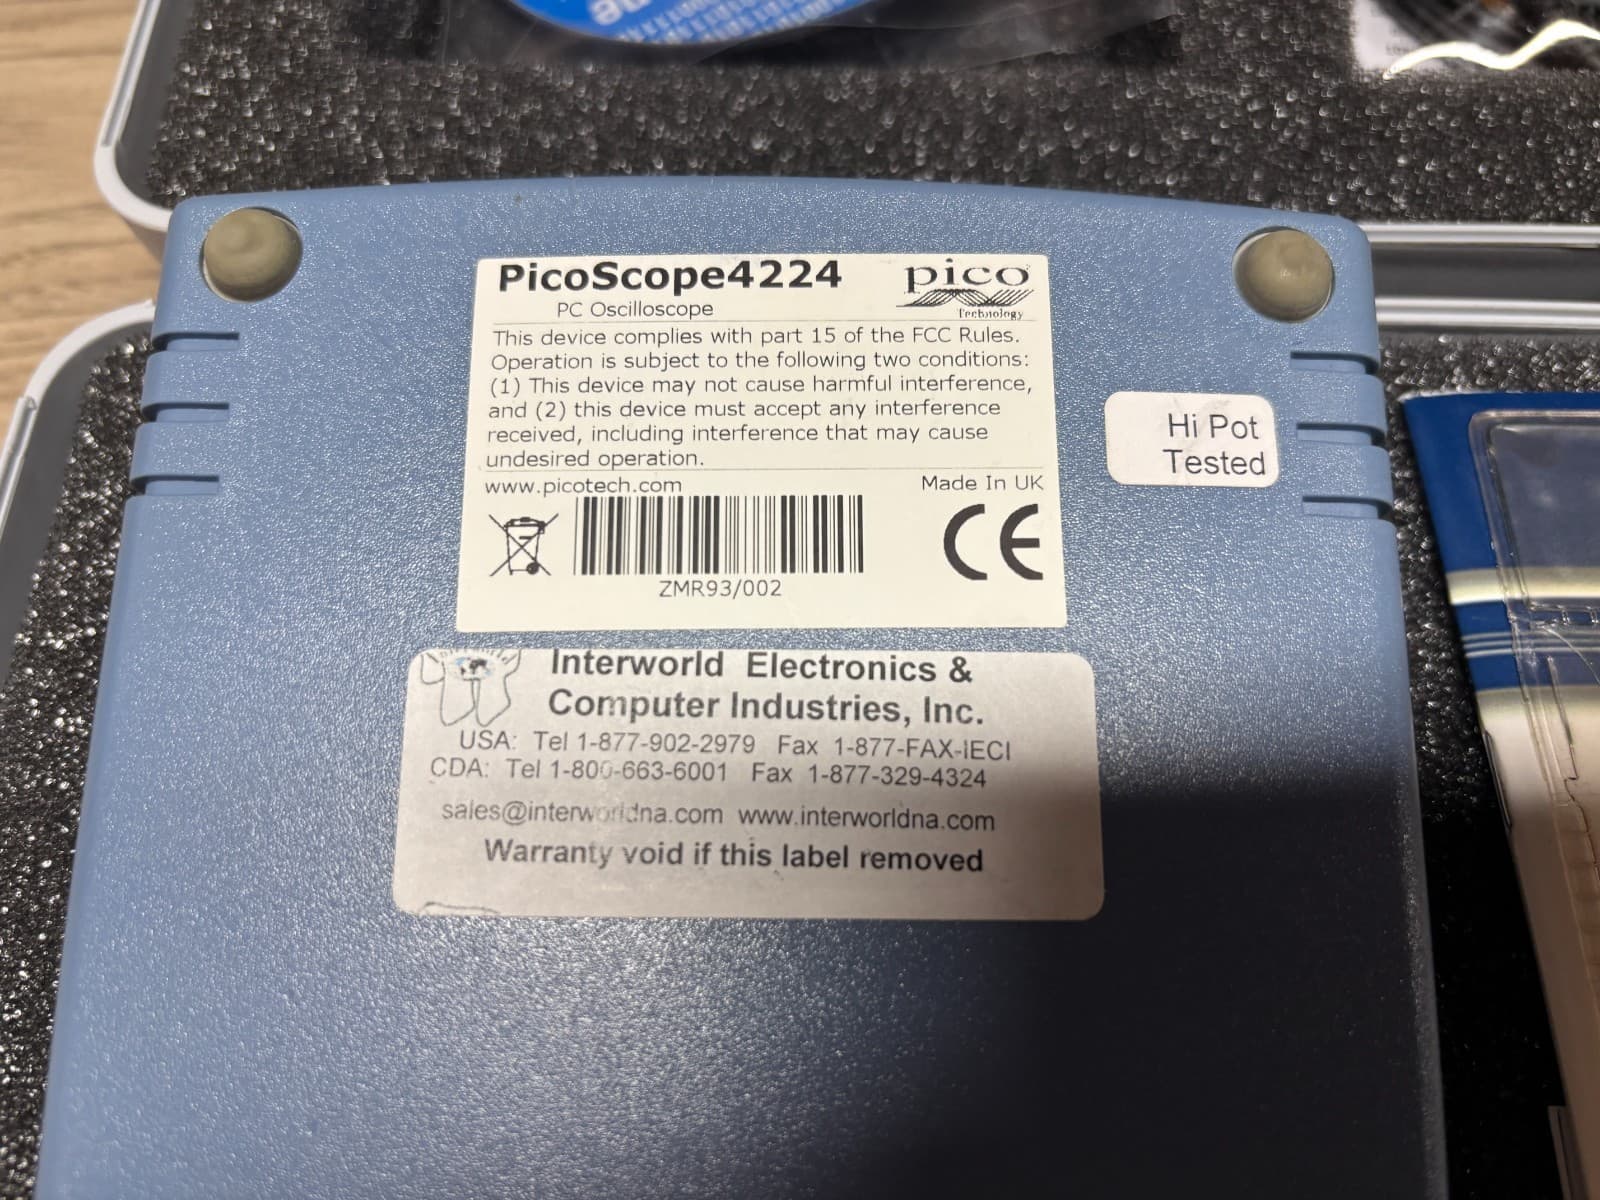 PicoScope4224
PC Oscilloscope
pico
Technology
This device complies with part 15 of the FCC Rules.
Operation is subject to the following two conditions:
(1) This device may not cause harmful interference,
and (2) this device must accept any interference
received, including interference that may cause
undesired operation.
www.picotech.com
Made In UK
CE
ZMR93/002
Hi Pot
Tested
Interworld Electronics &
Computer Industries, Inc.
USA: Tel 1-877-902-2979 Fax 1-877-FAX-IECI
CDA: Tel 1-800-663-6001 Fax 1-877-329-4324
sales@interworldna.com www.interworldna.com
Warranty void if this label removed